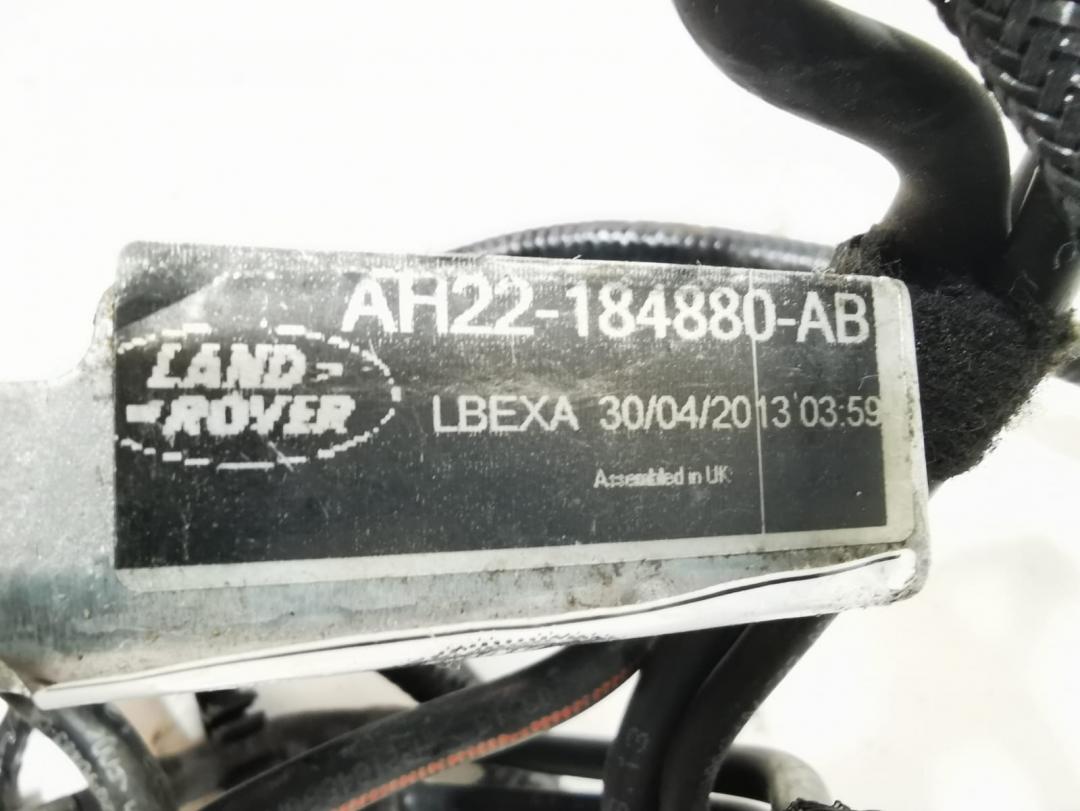 AH22-184880-AB
LAND
ROVER
LBEXA 30/04/2013 03:59
Assembled in UK